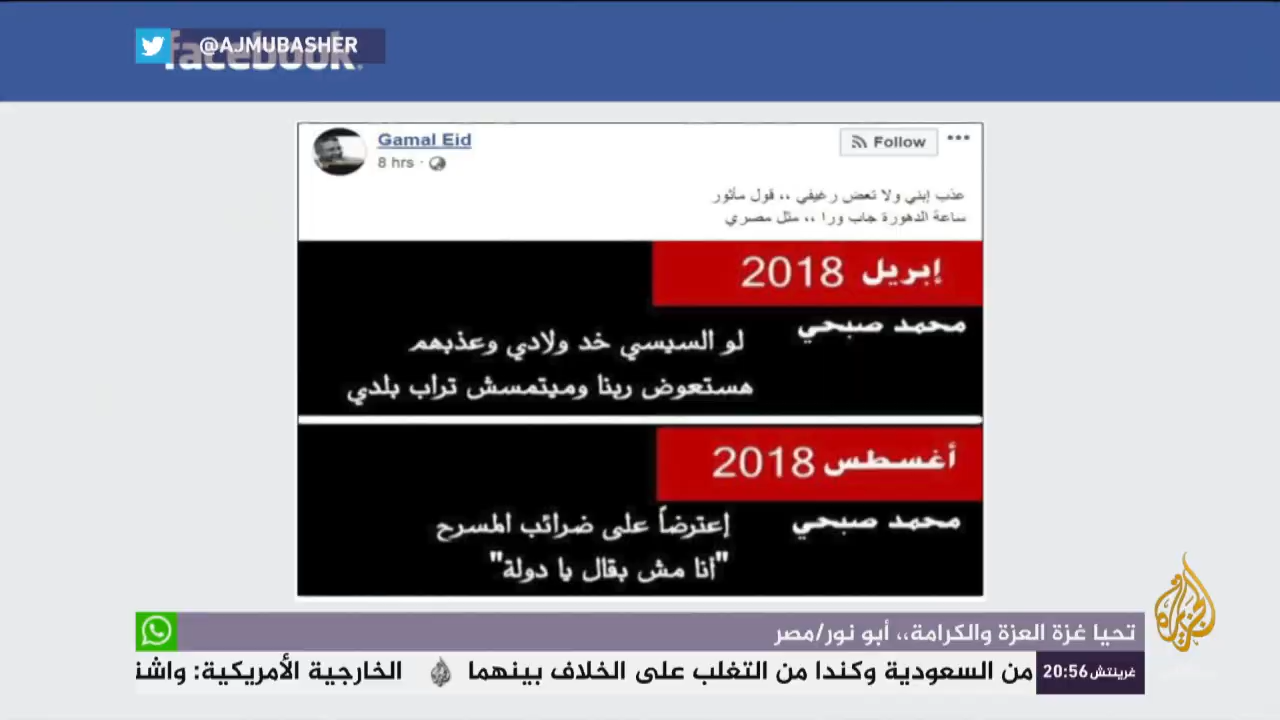 @AJMUBASHER
facebook.
Gamal Eid
8 hrs ·
Follow
عذب إبني ولا تعض رغيفي ،، قول مأثور
ساعة الدهورة جاب ورا ،، مثل مصري
إبريل 2018
محمد صبحي
لو السيسي خد ولادي وعذبهم
هستعوض ربنا وميتمسش تراب بلدي
أغسطس 2018
محمد صبحي
إعترضاً على ضرائب المسرح
"أنا مش بقال يا دولة"
تحيا غزة العزة والكرامة،، أبو نور/مصر
غرينتش 20:56
من السعودية وكندا من التغلب على الخلاف بينهما
الخارجية الأمريكية: واشن